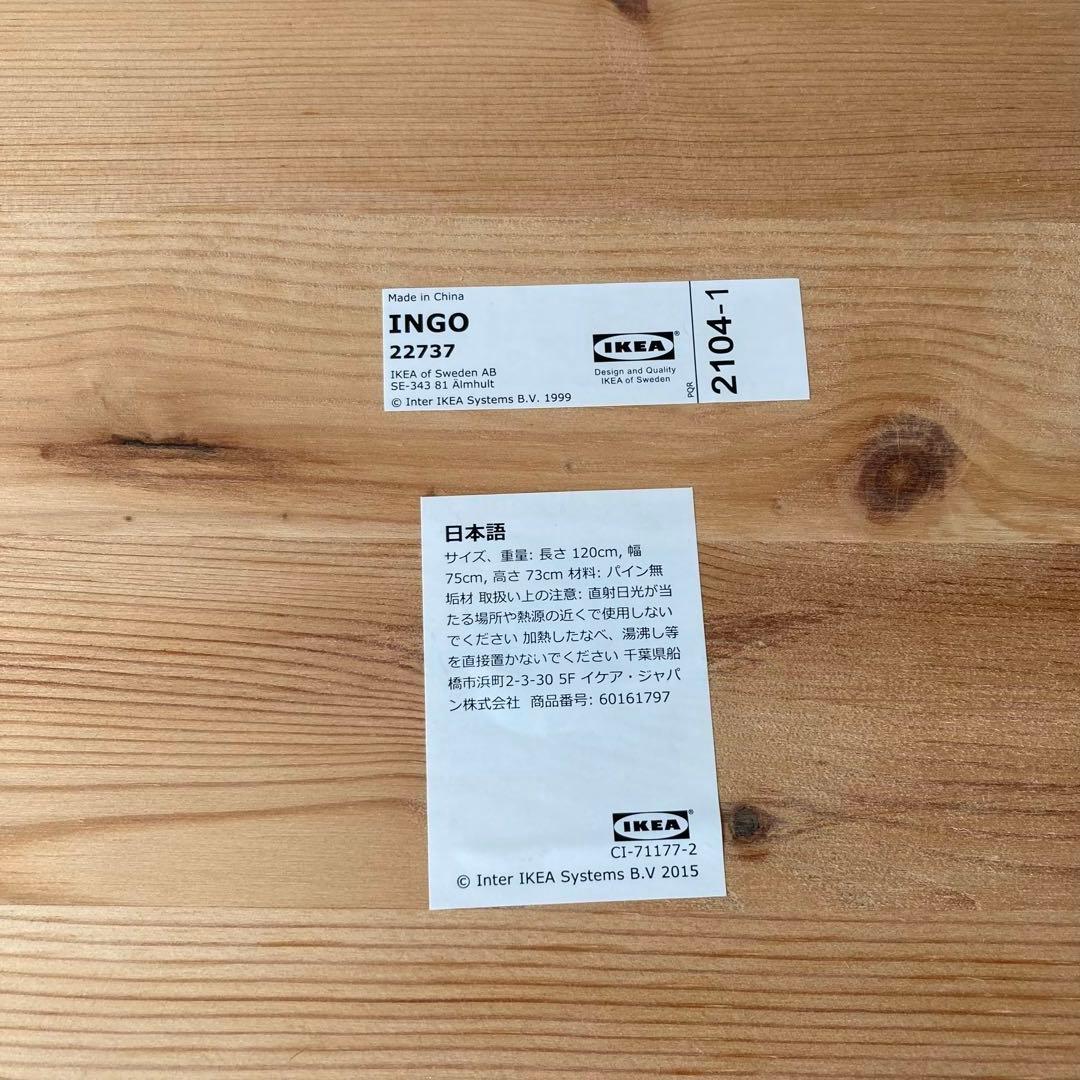 Made in China
INGO
22737
IKEA of Sweden AB
SE-343 81 Älmhult
© Inter IKEA Systems B.V. 1999
IKEA®
Design and Quality
IKEA of Sweden
PQR
2104-1
日本語
サイズ、重量: 長さ 120cm, 幅
75cm, 高さ 73cm 材料: パイン無
垢材 取扱い上の注意: 直射日光が当
たる場所や熱源の近くで使用しない
でください 加熱したなべ、湯沸し等
を直接置かないでください 千葉県船
橋市浜町2-3-30 5F イケア・ジャパ
ン株式会社 商品番号: 60161797
IKEA®
CI-71177-2
© Inter IKEA Systems B.V 2015